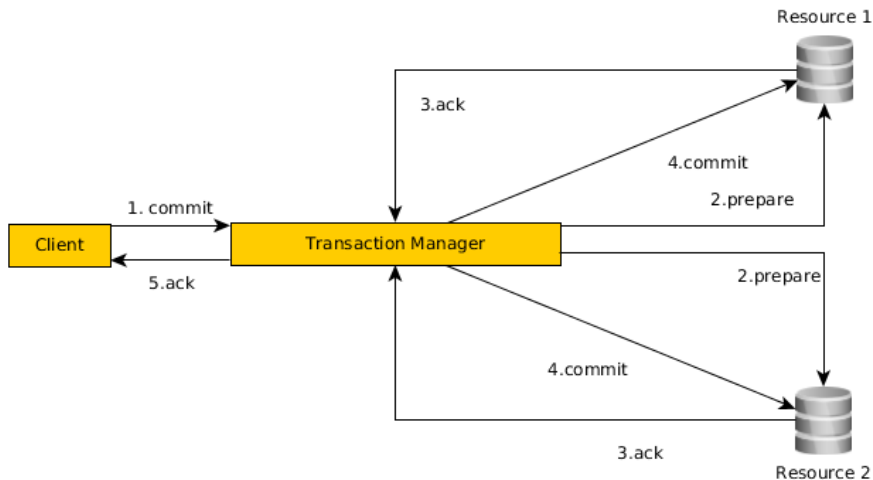 Resource 1
3.ack
4.commit
2.prepare
1. commit
Client
Transaction Manager
5.ack
2.prepare
4.commit
3.ack
Resource 2